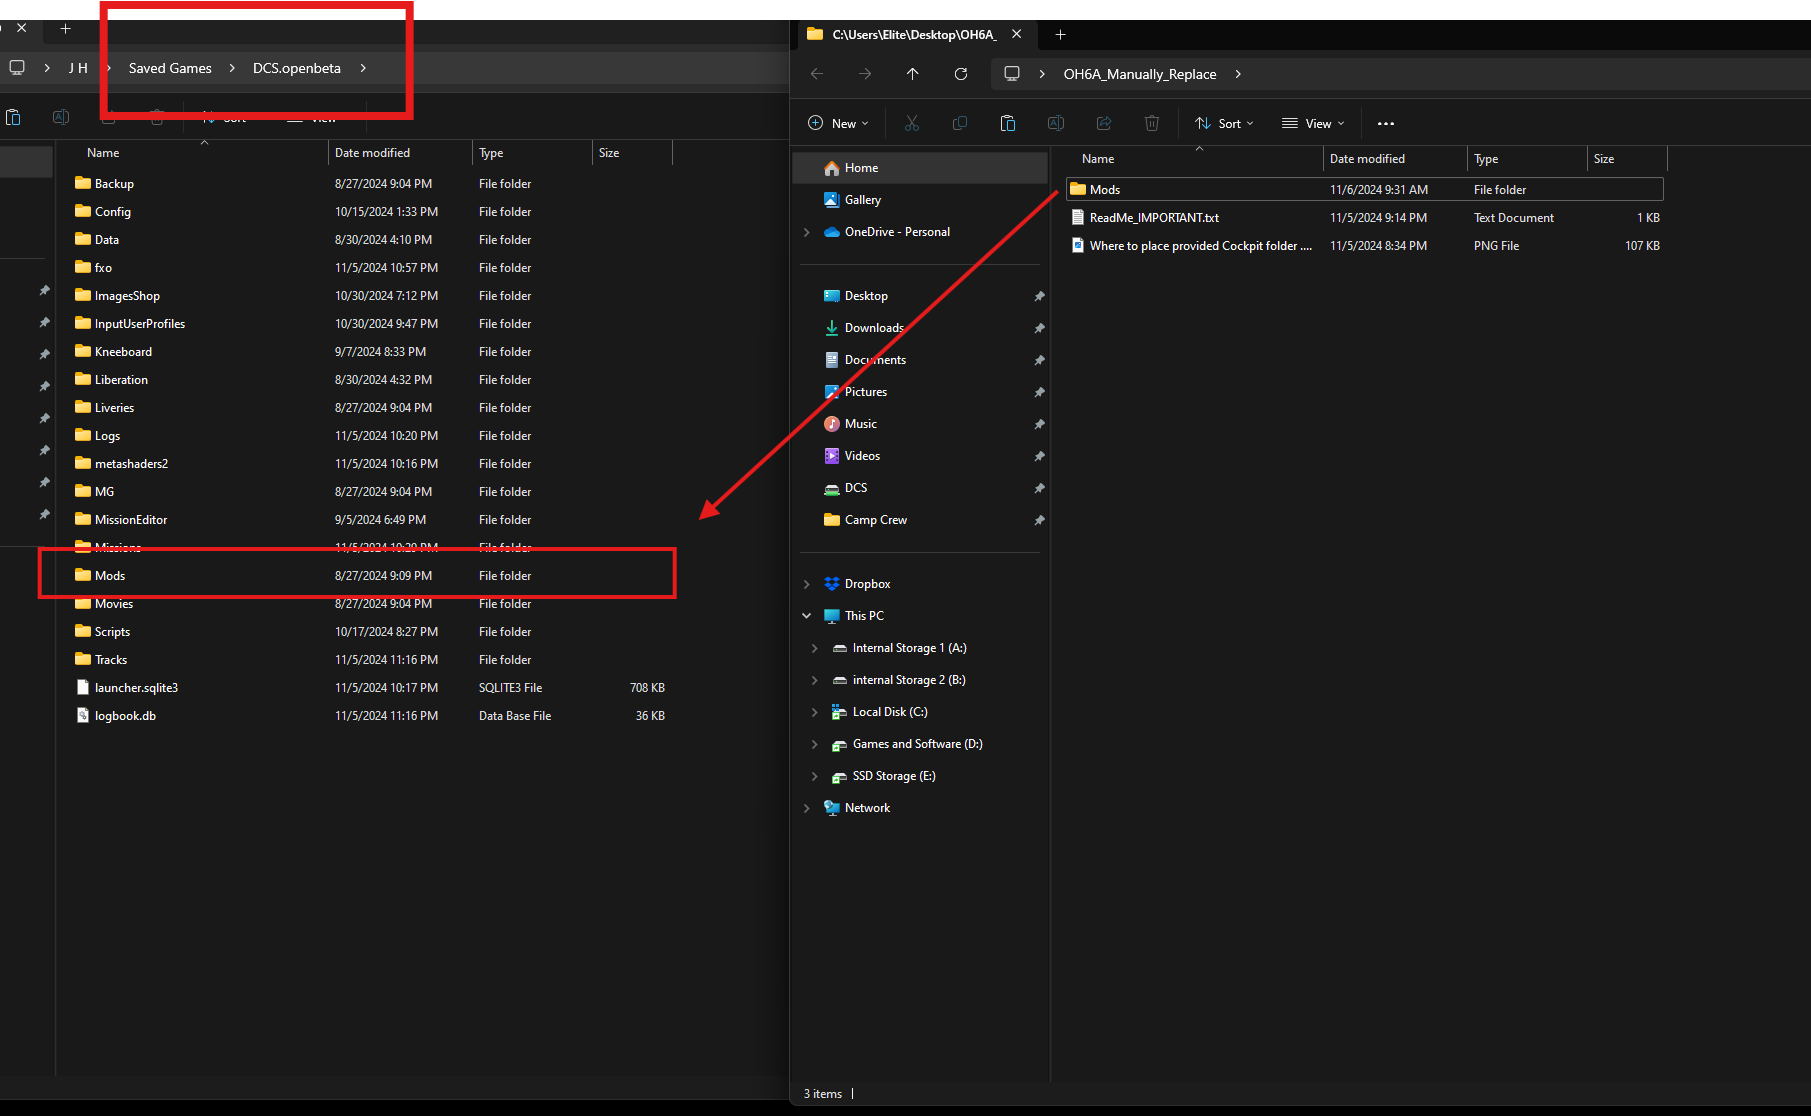 J H
Saved Games
DCS.openbeta
Name
Date modified
Type
Size
Backup 8/27/2024 9:04 PM File folder
Config 10/15/2024 1:33 PM File folder
Data 8/30/2024 4:10 PM File folder
fxo 11/5/2024 10:57 PM File folder
ImagesShop 10/30/2024 7:12 PM File folder
InputUserProfiles 10/30/2024 9:47 PM File folder
Kneeboard 9/7/2024 8:33 PM File folder
Liberation 8/30/2024 4:32 PM File folder
Liveries 8/27/2024 9:04 PM File folder
Logs 11/5/2024 10:20 PM File folder
metashaders2 11/5/2024 10:16 PM File folder
MG 8/27/2024 9:04 PM File folder
MissionEditor 9/5/2024 6:49 PM File folder
Missions 11/5/2024 10:20 PM File folder
Mods 8/27/2024 9:09 PM File folder
Movies 8/27/2024 9:04 PM File folder
Scripts 10/17/2024 8:27 PM File folder
Tracks 11/5/2024 11:16 PM File folder
launcher.sqlite3 11/5/2024 10:17 PM SQLITE3 File 708 KB
logbook.db 11/5/2024 11:16 PM Data Base File 36 KB
C:\Users\Elite\Desktop\OH6A_
OH6A_Manually_Replace
New
Sort
View
Home
Gallery
OneDrive - Personal
Desktop
Downloads
Documents
Pictures
Music
Videos
DCS
Camp Crew
Dropbox
This PC
Internal Storage 1 (A:)
internal Storage 2 (B:)
Local Disk (C:)
Games and Software (D:)
SSD Storage (E:)
Network
Name
Date modified
Type
Size
Mods 11/6/2024 9:31 AM File folder
ReadMe_IMPORTANT.txt 11/5/2024 9:14 PM Text Document 1 KB
Where to place provided Cockpit folder .... 11/5/2024 8:34 PM PNG File 107 KB
3 items